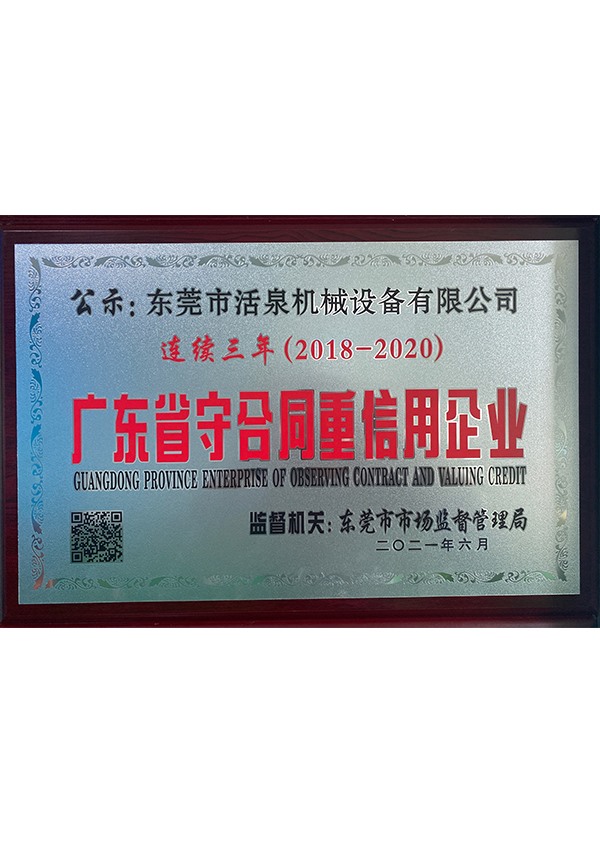 公示：东莞市活泉机械设备有限公司
连续三年(2018-2020)
广东省守合同重信用企业
GUANGDONG PROVINCE ENTERPRISE OF OBSERVING CONTRACT AND VALUING CREDIT
监督机关：东莞市市场监督管理局
二〇二一年六月